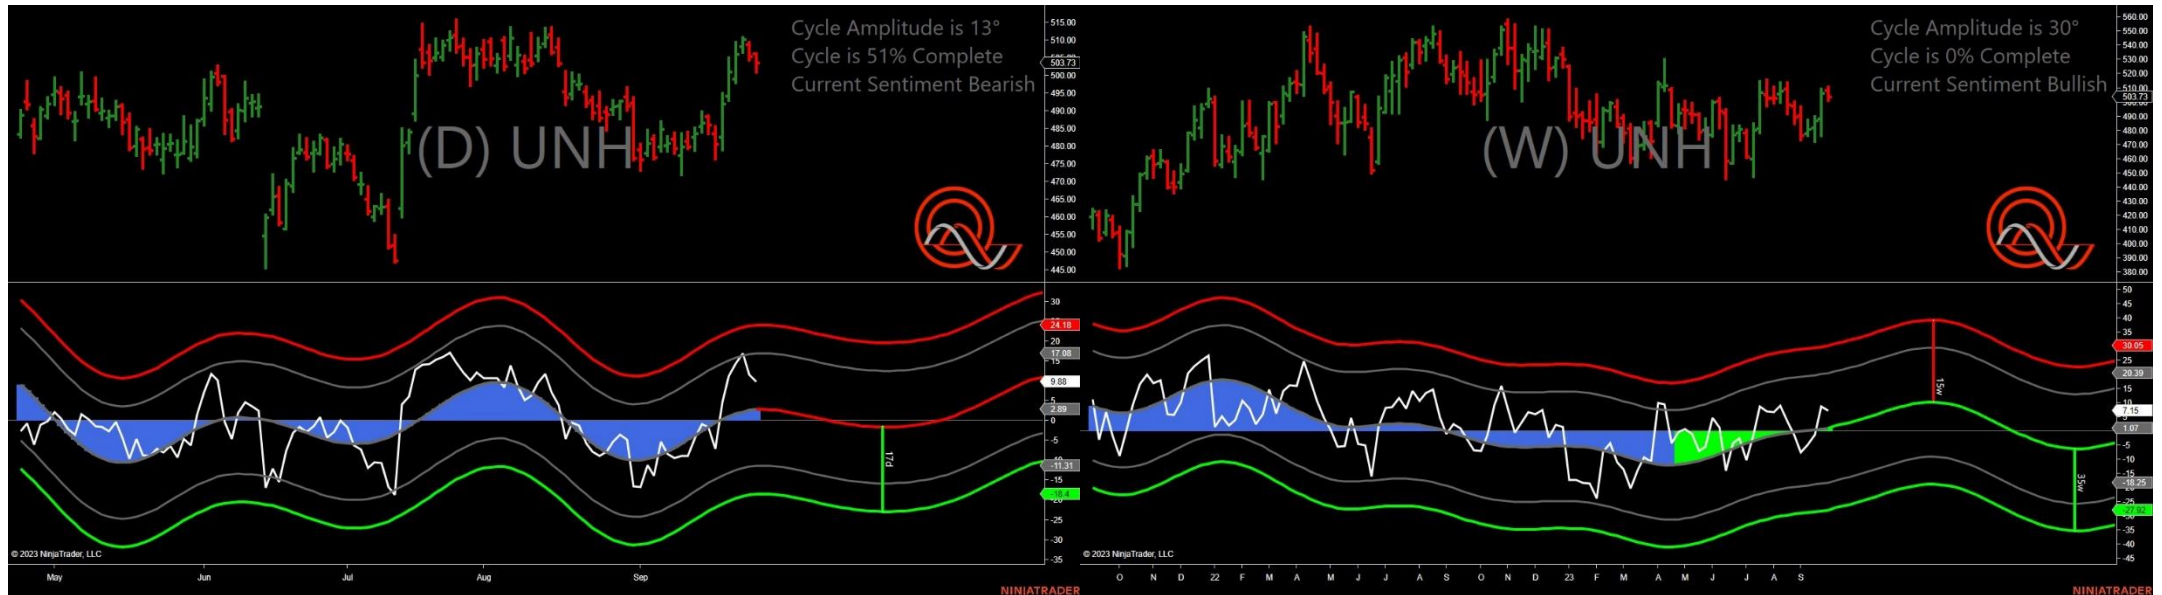 Cycle Amplitude is 13°
Cycle is 51% Complete
Current Sentiment Bearish
(D) UNH
515.00
510.00
503.73
500.00
495.00
490.00
485.00
480.00
475.00
470.00
465.00
460.00
455.00
450.00
445.00
30
24.18
20
17.08
15
9.88
5
2.89
0
-5
-11.31
-15
-18.4
-25
-30
-35
17d
© 2023 NinjaTrader, LLC
May
Jun
Jul
Aug
Sep
NINJATRADER
Cycle Amplitude is 30°
Cycle is 0% Complete
Current Sentiment Bullish
(W) UNH
560.00
550.00
540.00
530.00
520.00
510.00
503.73
490.00
480.00
470.00
460.00
450.00
440.00
430.00
420.00
410.00
400.00
390.00
380.00
50
45
40
35
30.05
25
20.39
15
10
7.15
1.07
-5
-10
-18.25
-27.92
-35
-40
-45
15w
35w
© 2023 NinjaTrader, LLC
O
N
D
22
F
M
A
M
J
J
A
S
O
N
D
23
F
M
A
M
J
J
A
S
NINJATRADER